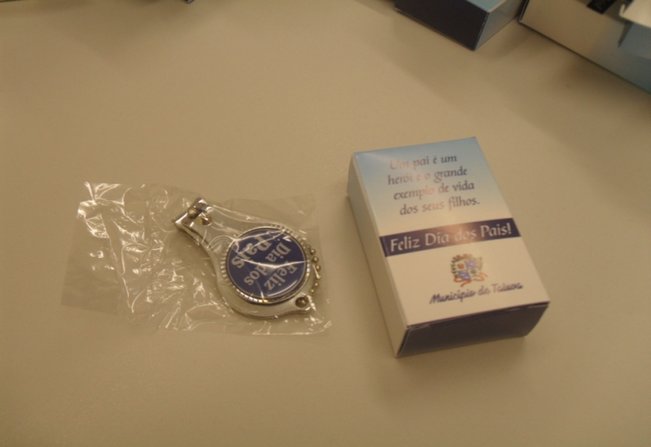 Um pai é um
herói e o grande
exemplo de vida
dos seus filhos.
Feliz Dia dos Pais!
Município de Taiuva
Feliz
Dia dos
Pais